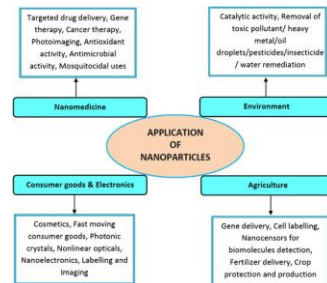 Targeted drug delivery, Gene
therapy, Cancer therapy,
Photoimaging, Antioxidant
activity, Antimicrobial
activity, Mosquitocidal uses
Catalytic activity, Removal of
toxic pollutant/ heavy
metal/oil
droplets/pesticides/insecticide
/ water remediation
Nanomedicine
Environment
APPLICATION
OF
NANOPARTICLES
Consumer goods & Electronics
Agriculture
Cosmetics, Fast moving
consumer goods, Photonic
crystals, Nonlinear opticals,
Nanoelectronics, Labelling and
Imaging
Gene delivery, Cell labelling,
Nanocensors for
biomolecules detection,
Fertilizer delivery, Crop
protection and production